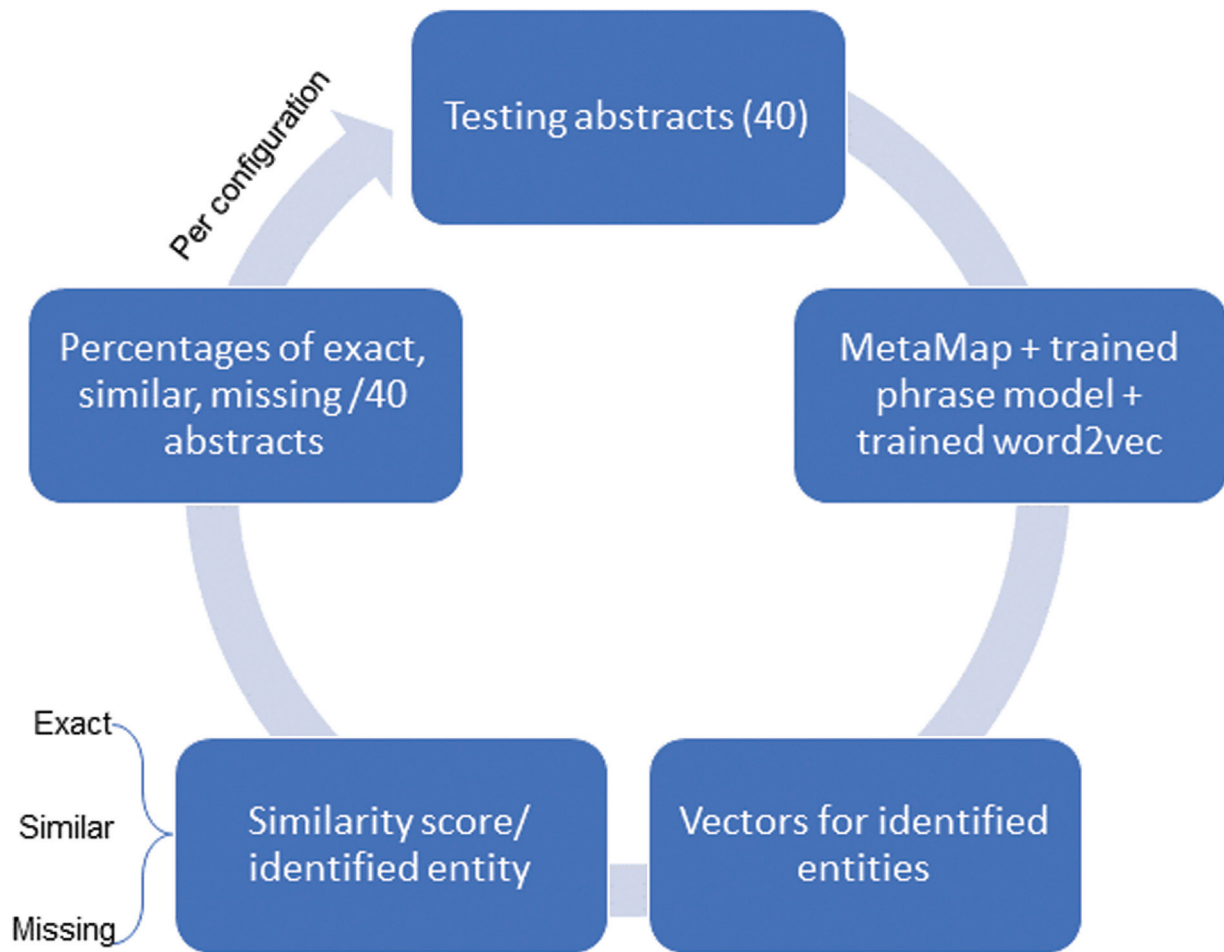 Testing abstracts (40)
Per configuration
Percentages of exact,
similar, missing /40
abstracts
MetaMap + trained
phrase model +
trained word2vec
Exact
Similar
Missing
Similarity score/
identified entity
Vectors for identified
entities